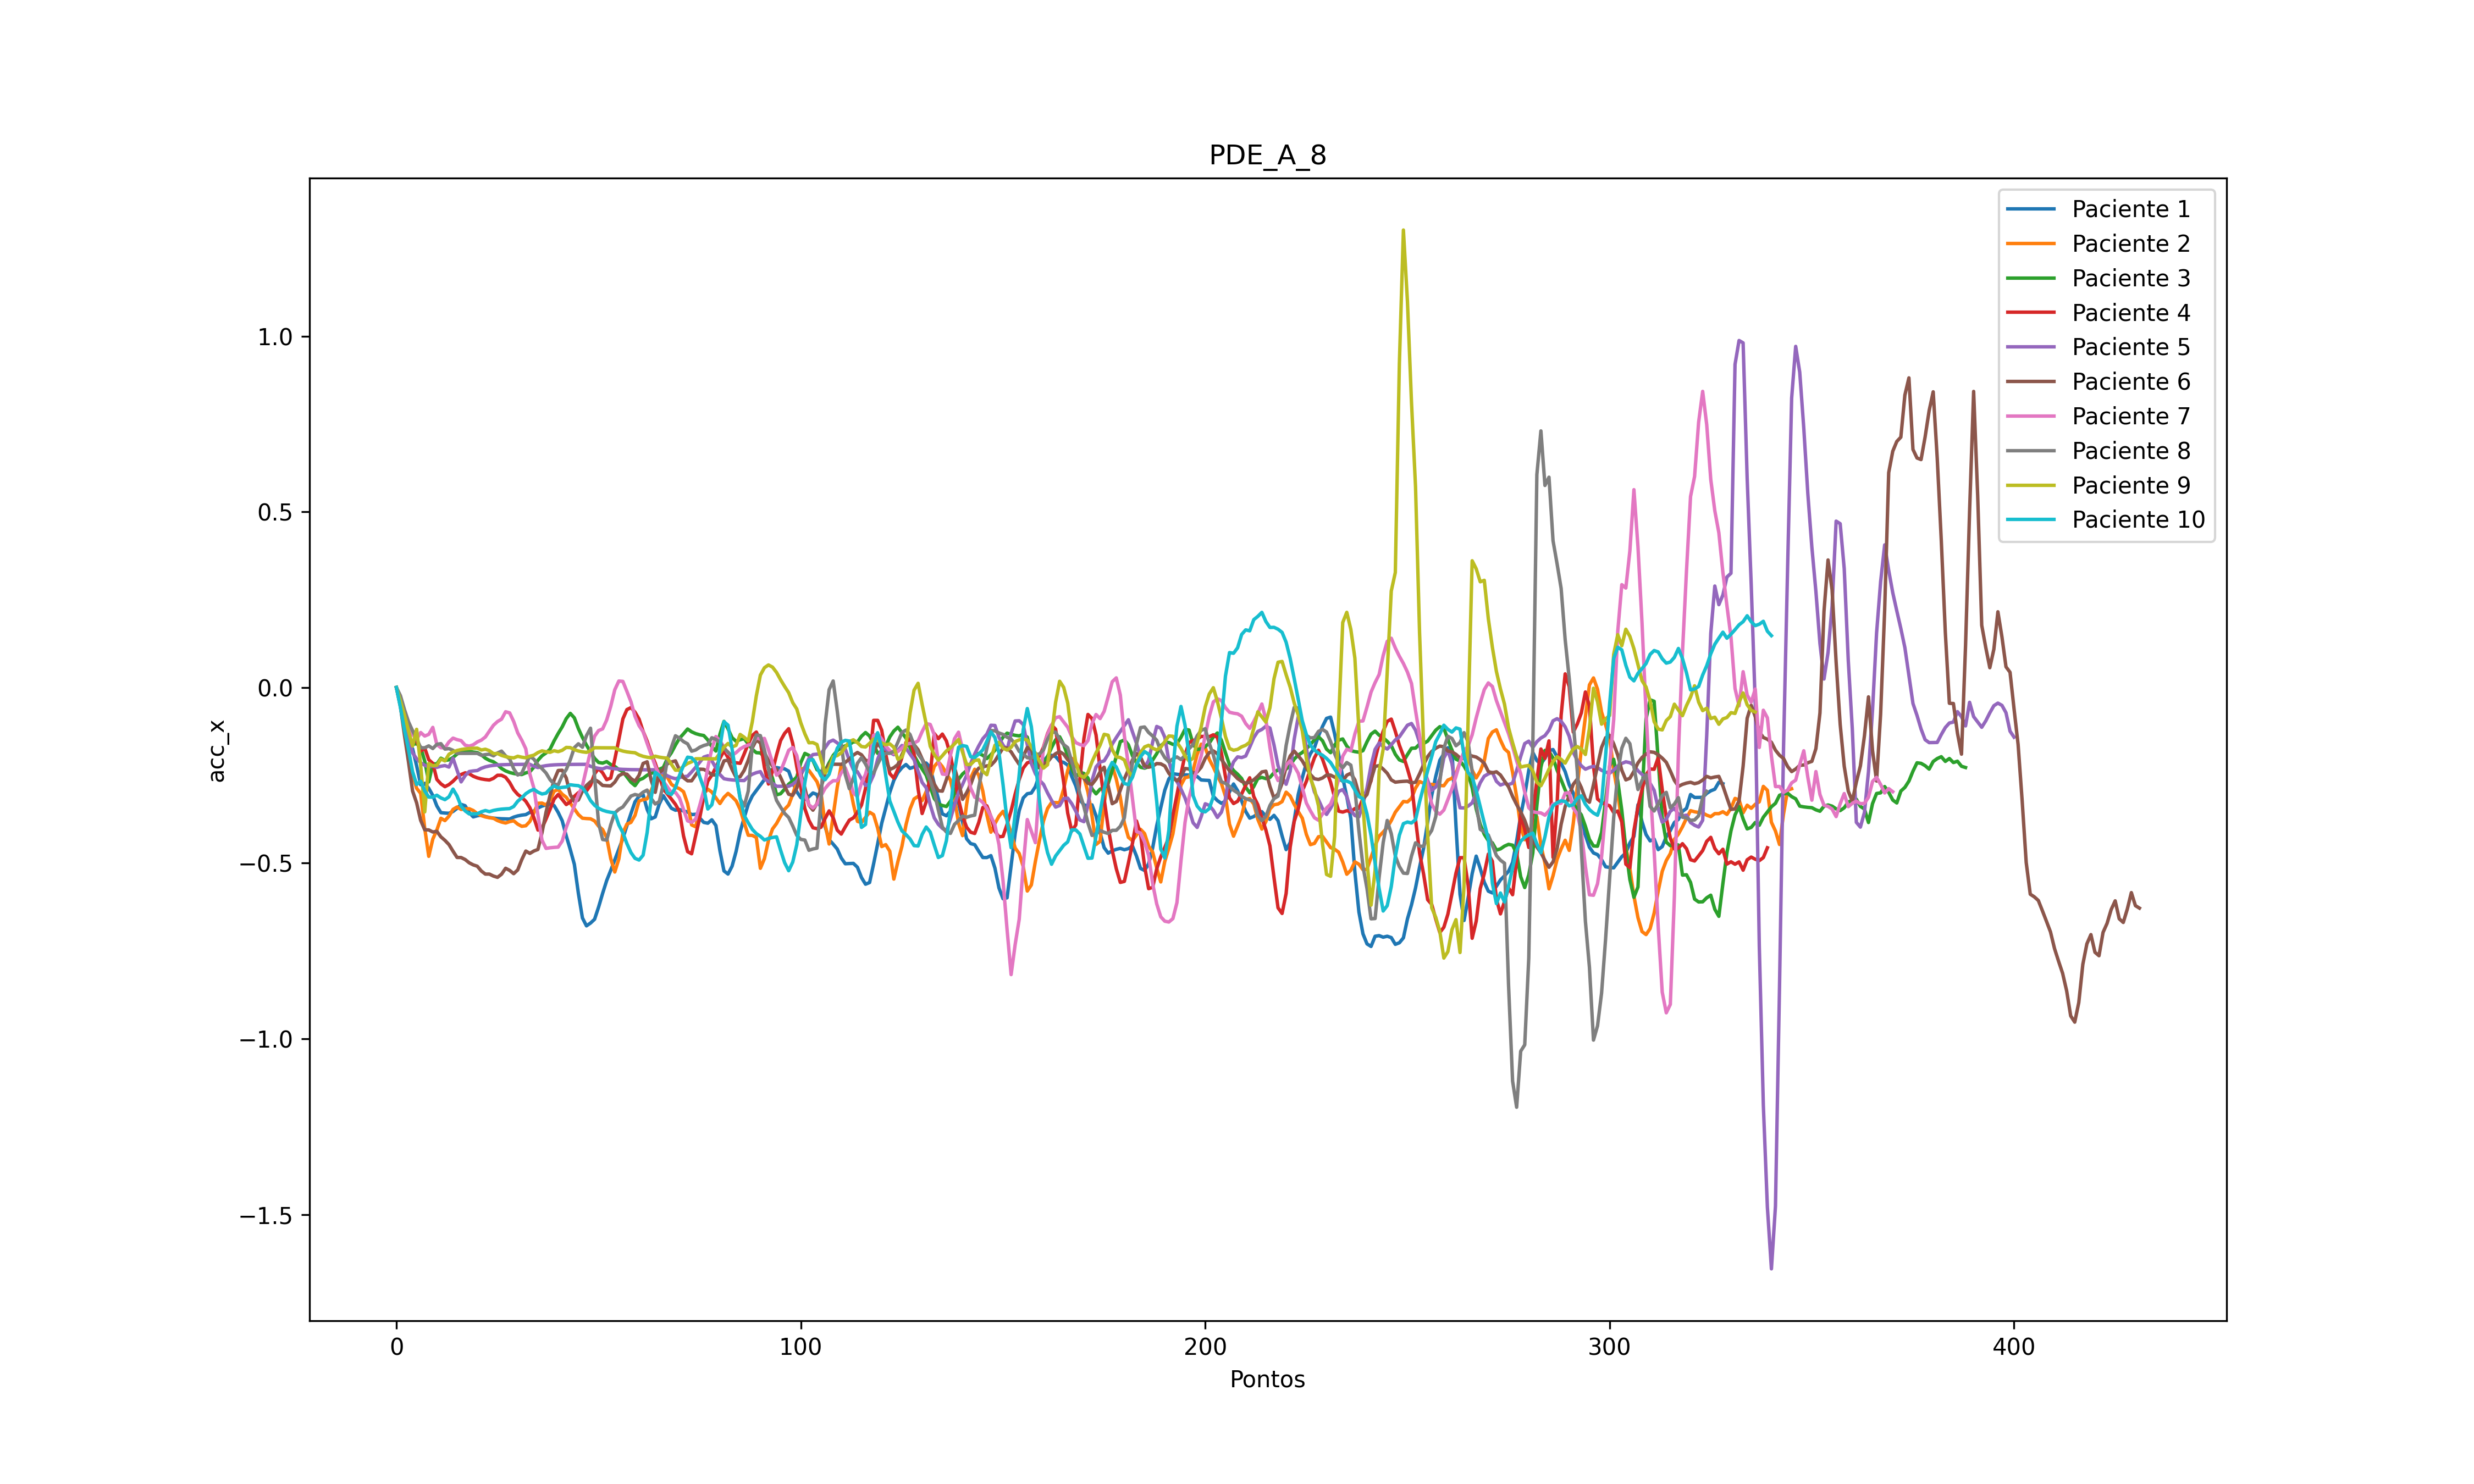 PDE_A_8
acc_x
1.0
0.5
0.0
−0.5
−1.0
−1.5
0
100
200
300
400
Pontos
Paciente 1
Paciente 2
Paciente 3
Paciente 4
Paciente 5
Paciente 6
Paciente 7
Paciente 8
Paciente 9
Paciente 10